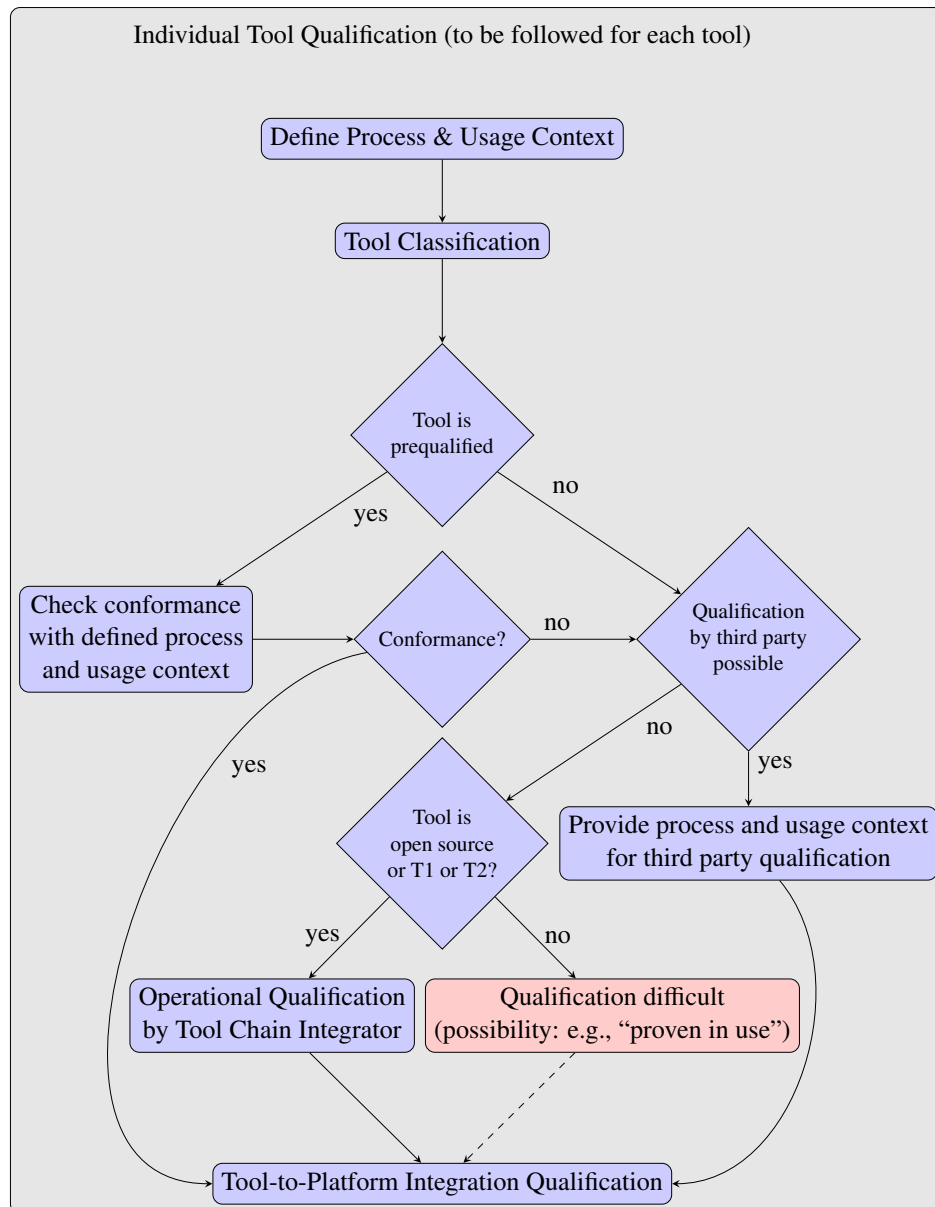 Individual Tool Qualification (to be followed for each tool)
Define Process & Usage Context
Tool Classification
Tool is
prequalified
yes
no
Check conformance
with defined process
and usage context
Conformance?
no
Qualification
by third party
possible
yes
no
yes
Tool is
open source
or T1 or T2?
Provide process and usage context
for third party qualification
yes
no
Operational Qualification
by Tool Chain Integrator
Qualification difficult
(possibility: e.g., “proven in use”)
Tool-to-Platform Integration Qualification